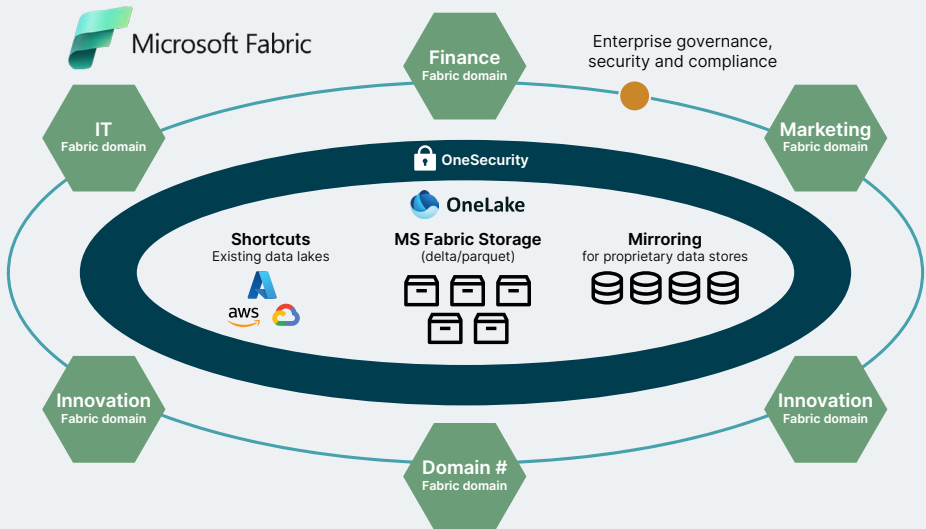 Microsoft Fabric
Finance
Fabric domain
Enterprise governance,
security and compliance
IT
Fabric domain
Marketing
Fabric domain
OneSecurity
OneLake
Shortcuts
Existing data lakes
aws
MS Fabric Storage
(delta/parquet)
Mirroring
for proprietary data stores
Innovation
Fabric domain
Innovation
Fabric domain
Domain #
Fabric domain